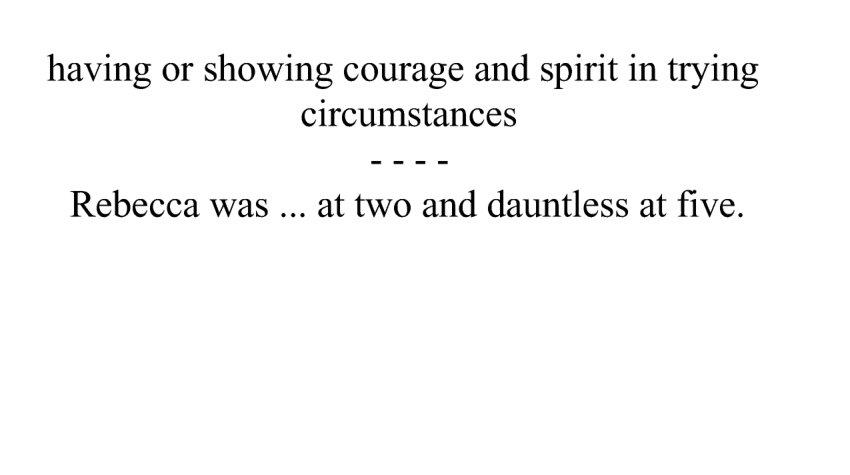 having or showing courage and spirit in trying
circumstances
- - - -
Rebecca was ... at two and dauntless at five.